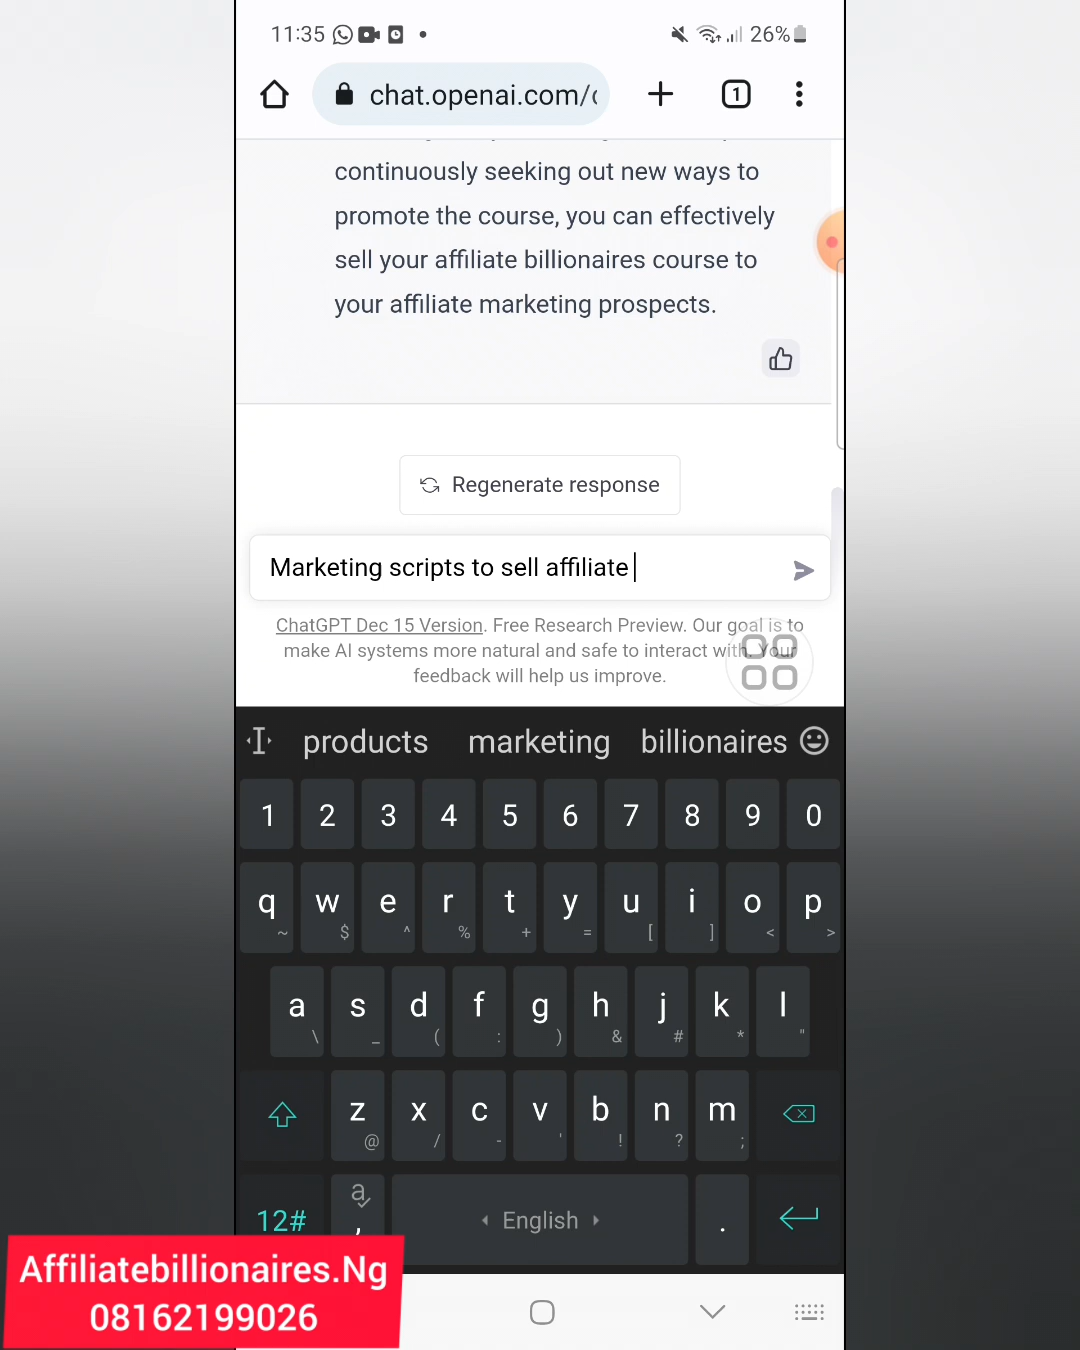 11:35
26%
chat.openai.com/c
1
continuously seeking out new ways to
promote the course, you can effectively
sell your affiliate billionaires course to
your affiliate marketing prospects.
Regenerate response
Marketing scripts to sell affiliate
ChatGPT Dec 15 Version. Free Research Preview. Our goal is to
make AI systems more natural and safe to interact with. Your
feedback will help us improve.
products marketing billionaires
1 2 3 4 5 6 7 8 9 0
q w e r t y u i o p
~ $ ^ % + = [ ] < >
a s d f g h j k l
\ _ ( : ) & # * "
z x c v b n m
@ / - ' ! ? ;
12# a , English .
Affiliatebillionaires.Ng
08162199026